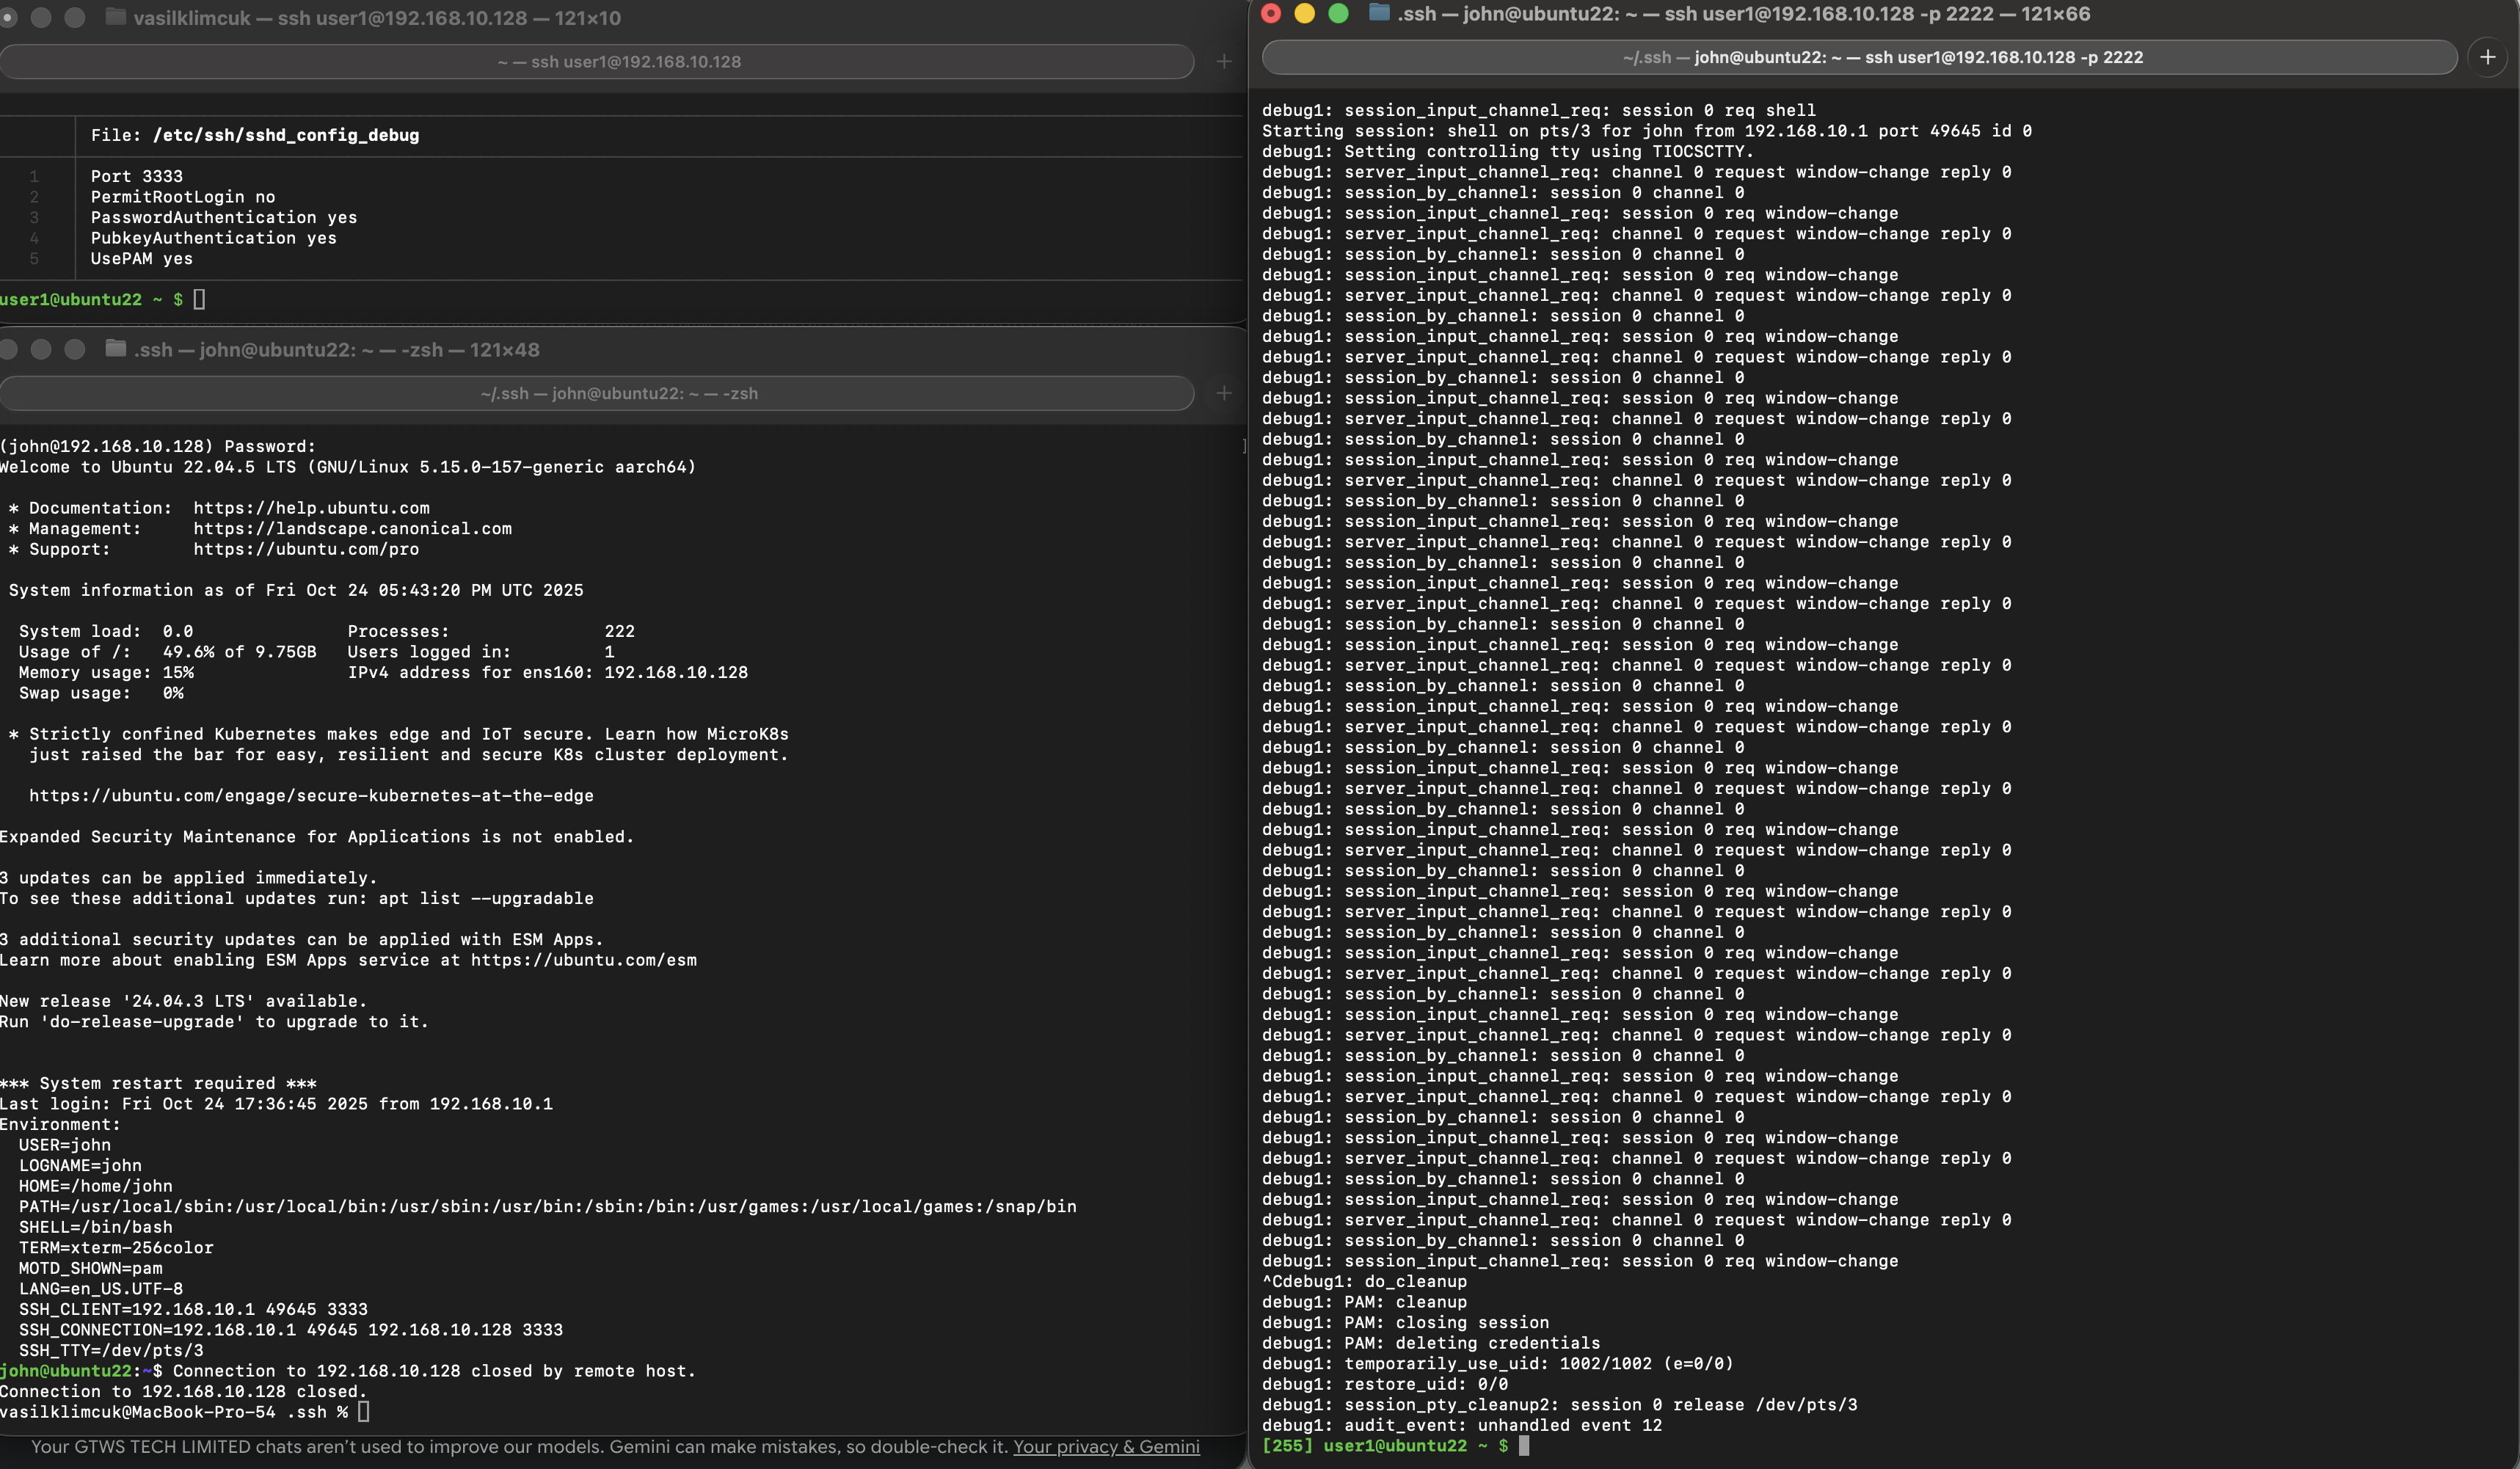 vasilklimcuk — ssh user1@192.168.10.128 — 121×10
~ — ssh user1@192.168.10.128
File: /etc/ssh/sshd_config_debug
1 Port 3333
2 PermitRootLogin no
3 PasswordAuthentication yes
4 PubkeyAuthentication yes
5 UsePAM yes
user1@ubuntu22 ~ $
.ssh — john@ubuntu22: ~ — -zsh — 121×48
~/.ssh — john@ubuntu22: ~ — -zsh
(john@192.168.10.128) Password:
Welcome to Ubuntu 22.04.5 LTS (GNU/Linux 5.15.0-157-generic aarch64)
* Documentation: https://help.ubuntu.com
* Management: https://landscape.canonical.com
* Support: https://ubuntu.com/pro
System information as of Fri Oct 24 05:43:20 PM UTC 2025
System load: 0.0 Processes: 222
Usage of /: 49.6% of 9.75GB Users logged in: 1
Memory usage: 15% IPv4 address for ens160: 192.168.10.128
Swap usage: 0%
* Strictly confined Kubernetes makes edge and IoT secure. Learn how MicroK8s
just raised the bar for easy, resilient and secure K8s cluster deployment.
https://ubuntu.com/engage/secure-kubernetes-at-the-edge
Expanded Security Maintenance for Applications is not enabled.
3 updates can be applied immediately.
To see these additional updates run: apt list --upgradable
3 additional security updates can be applied with ESM Apps.
Learn more about enabling ESM Apps service at https://ubuntu.com/esm
New release '24.04.3 LTS' available.
Run 'do-release-upgrade' to upgrade to it.
*** System restart required ***
Last login: Fri Oct 24 17:36:45 2025 from 192.168.10.1
Environment:
USER=john
LOGNAME=john
HOME=/home/john
PATH=/usr/local/sbin:/usr/local/bin:/usr/sbin:/usr/bin:/sbin:/bin:/usr/games:/usr/local/games:/snap/bin
SHELL=/bin/bash
TERM=xterm-256color
MOTD_SHOWN=pam
LANG=en_US.UTF-8
SSH_CLIENT=192.168.10.1 49645 3333
SSH_CONNECTION=192.168.10.1 49645 192.168.10.128 3333
SSH_TTY=/dev/pts/3
john@ubuntu22:~$ Connection to 192.168.10.128 closed by remote host.
Connection to 192.168.10.128 closed.
vasilklimcuk@MacBook-Pro-54 .ssh %
Your GTWS TECH LIMITED chats aren't used to improve our models. Gemini can make mistakes, so double-check it. Your privacy & Gemini
.ssh — john@ubuntu22: ~ — ssh user1@192.168.10.128 -p 2222 — 121×66
~/.ssh — john@ubuntu22: ~ — ssh user1@192.168.10.128 -p 2222
debug1: session_input_channel_req: session 0 req shell
Starting session: shell on pts/3 for john from 192.168.10.1 port 49645 id 0
debug1: Setting controlling tty using TIOCSCTTY.
debug1: server_input_channel_req: channel 0 request window-change reply 0
debug1: session_by_channel: session 0 channel 0
debug1: session_input_channel_req: session 0 req window-change
debug1: server_input_channel_req: channel 0 request window-change reply 0
debug1: session_by_channel: session 0 channel 0
debug1: session_input_channel_req: session 0 req window-change
debug1: server_input_channel_req: channel 0 request window-change reply 0
debug1: session_by_channel: session 0 channel 0
debug1: session_input_channel_req: session 0 req window-change
debug1: server_input_channel_req: channel 0 request window-change reply 0
debug1: session_by_channel: session 0 channel 0
debug1: session_input_channel_req: session 0 req window-change
debug1: server_input_channel_req: channel 0 request window-change reply 0
debug1: session_by_channel: session 0 channel 0
debug1: session_input_channel_req: session 0 req window-change
debug1: server_input_channel_req: channel 0 request window-change reply 0
debug1: session_by_channel: session 0 channel 0
debug1: session_input_channel_req: session 0 req window-change
debug1: server_input_channel_req: channel 0 request window-change reply 0
debug1: session_by_channel: session 0 channel 0
debug1: session_input_channel_req: session 0 req window-change
debug1: server_input_channel_req: channel 0 request window-change reply 0
debug1: session_by_channel: session 0 channel 0
debug1: session_input_channel_req: session 0 req window-change
debug1: server_input_channel_req: channel 0 request window-change reply 0
debug1: session_by_channel: session 0 channel 0
debug1: session_input_channel_req: session 0 req window-change
debug1: server_input_channel_req: channel 0 request window-change reply 0
debug1: session_by_channel: session 0 channel 0
debug1: session_input_channel_req: session 0 req window-change
debug1: server_input_channel_req: channel 0 request window-change reply 0
debug1: session_by_channel: session 0 channel 0
debug1: session_input_channel_req: session 0 req window-change
debug1: server_input_channel_req: channel 0 request window-change reply 0
debug1: session_by_channel: session 0 channel 0
debug1: session_input_channel_req: session 0 req window-change
debug1: server_input_channel_req: channel 0 request window-change reply 0
debug1: session_by_channel: session 0 channel 0
debug1: session_input_channel_req: session 0 req window-change
debug1: server_input_channel_req: channel 0 request window-change reply 0
debug1: session_by_channel: session 0 channel 0
debug1: session_input_channel_req: session 0 req window-change
debug1: server_input_channel_req: channel 0 request window-change reply 0
debug1: session_by_channel: session 0 channel 0
debug1: session_input_channel_req: session 0 req window-change
debug1: server_input_channel_req: channel 0 request window-change reply 0
debug1: session_by_channel: session 0 channel 0
debug1: session_input_channel_req: session 0 req window-change
debug1: server_input_channel_req: channel 0 request window-change reply 0
debug1: session_by_channel: session 0 channel 0
debug1: session_input_channel_req: session 0 req window-change
debug1: server_input_channel_req: channel 0 request window-change reply 0
debug1: session_by_channel: session 0 channel 0
debug1: session_input_channel_req: session 0 req window-change
^Cdebug1: do_cleanup
debug1: PAM: cleanup
debug1: PAM: closing session
debug1: PAM: deleting credentials
debug1: temporarily_use_uid: 1002/1002 (e=0/0)
debug1: restore_uid: 0/0
debug1: session_pty_cleanup2: session 0 release /dev/pts/3
debug1: audit_event: unhandled event 12
[255] user1@ubuntu22 ~ $